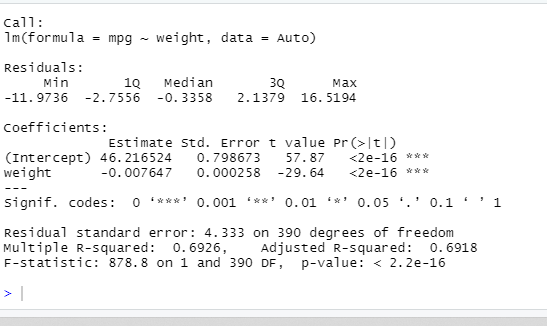 Call:
lm(formula = mpg ~ weight, data = Auto)
Residuals:
Min 1Q Median 3Q Max
-11.9736 -2.7556 -0.3358 2.1379 16.5194
Coefficients:
Estimate Std. Error t value Pr(>|t|)
(Intercept) 46.216524 0.798673 57.87 <2e-16 ***
weight -0.007647 0.000258 -29.64 <2e-16 ***
---
Signif. codes: 0 ‘***’ 0.001 ‘**’ 0.01 ‘*’ 0.05 ‘.’ 0.1 ‘ ’ 1
Residual standard error: 4.333 on 390 degrees of freedom
Multiple R-squared: 0.6926, Adjusted R-squared: 0.6918
F-statistic: 878.8 on 1 and 390 DF, p-value: < 2.2e-16
>